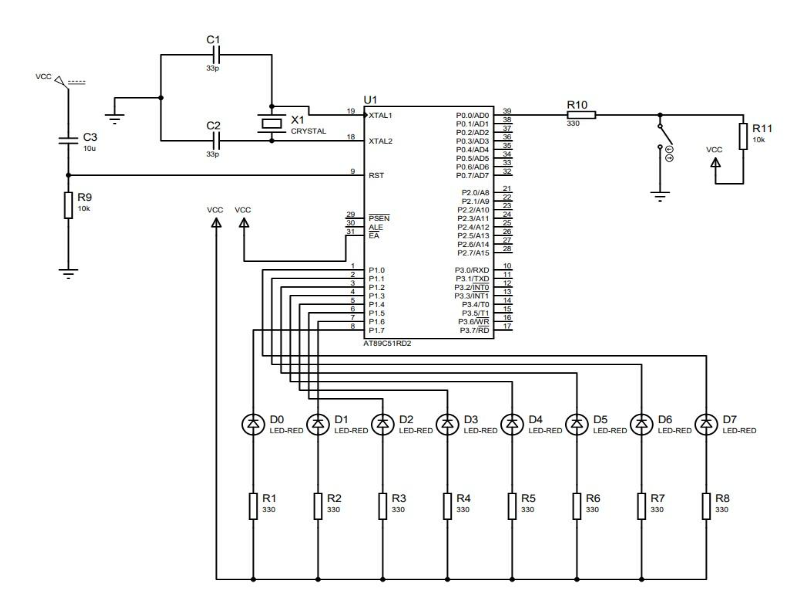 C1
33p
VCC
C3
10u
R9
10k
C2
33p
X1
CRYSTAL
U1
19 XTAL1
18 XTAL2
9 RST
29 PSEN
30 ALE
31 EA
1 P1.0
2 P1.1
3 P1.2
4 P1.3
5 P1.4
6 P1.5
7 P1.6
8 P1.7
P0.0/AD0 39
P0.1/AD1 38
P0.2/AD2 37
P0.3/AD3 36
P0.4/AD4 35
P0.5/AD5 34
P0.6/AD6 33
P0.7/AD7 32
P2.0/A8 21
P2.1/A9 22
P2.2/A10 23
P2.3/A11 24
P2.4/A12 25
P2.5/A13 26
P2.6/A14 27
P2.7/A15 28
P3.0/RXD 10
P3.1/TXD 11
P3.2/INT0 12
P3.3/INT1 13
P3.4/T0 14
P3.5/T1 15
P3.6/WR 16
P3.7/RD 17
AT89C51RD2
R10
330
R11
10k
VCC
VCC
VCC
D0
LED-RED
D1
LED-RED
D2
LED-RED
D3
LED-RED
D4
LED-RED
D5
LED-RED
D6
LED-RED
D7
LED-RED
R1
330
R2
330
R3
330
R4
330
R5
330
R6
330
R7
330
R8
330